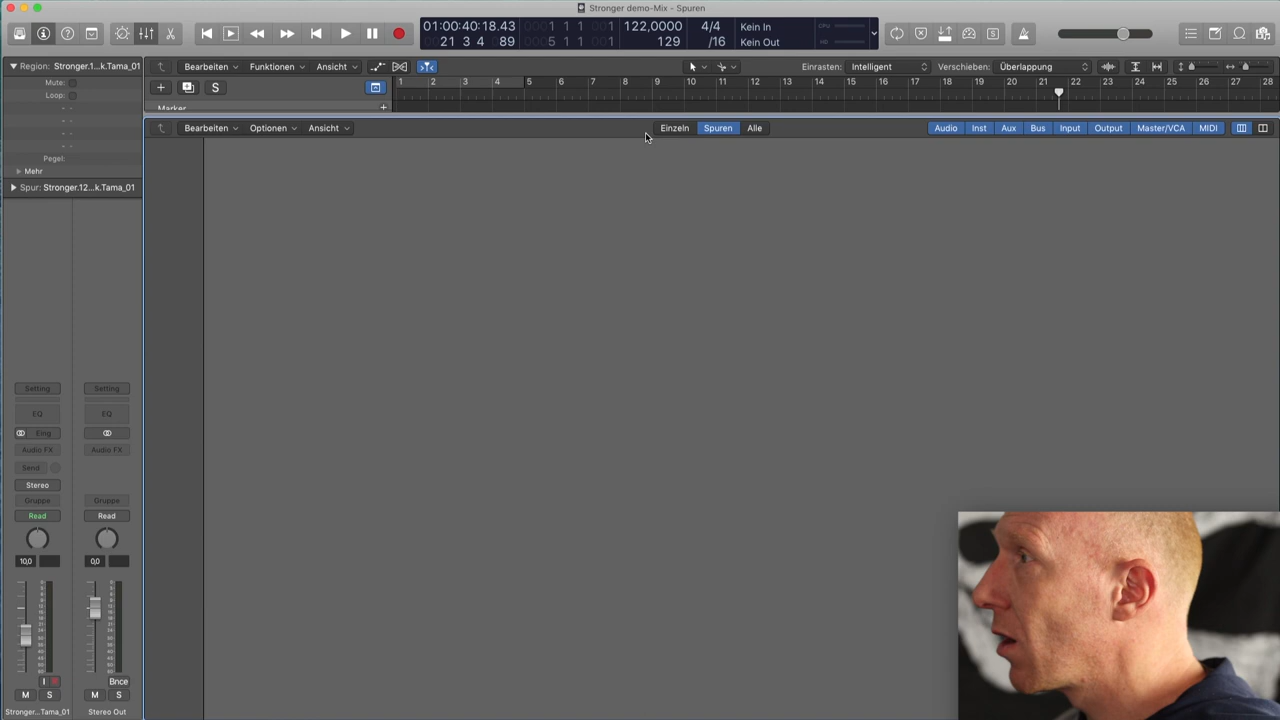 Stronger demo-Mix - Spuren
01:00:40:18.43
21 3 4 89
0001 1 1 001
0005 1 1 001
122,0000
129
4/4
/16
Kein In
Kein Out
CPU
HD
Region: Stronger.1...k.Tama_01
Mute:
Loop:
Pegel:
Mehr
Spur: Stronger.12...k.Tama_01
Bearbeiten
Funktionen
Ansicht
Einrasten: Intelligent
Verschieben: Überlappung
S
1 2 3 4 5 6 7 8 9 10 11 12 13 14 15 16 17 18 19 20 21 22 23 24 25 26 27 28
Marker
Bearbeiten
Optionen
Ansicht
Einzeln
Spuren
Alle
Audio
Inst
Aux
Bus
Input
Output
Master/VCA
MIDI
Setting Setting
EQ EQ
Eing
Audio FX Audio FX
Send
Stereo
Gruppe Gruppe
Read Read
10,0 0,0
I R Bnce
M S M S
Stronger...Tama_01 Stereo Out